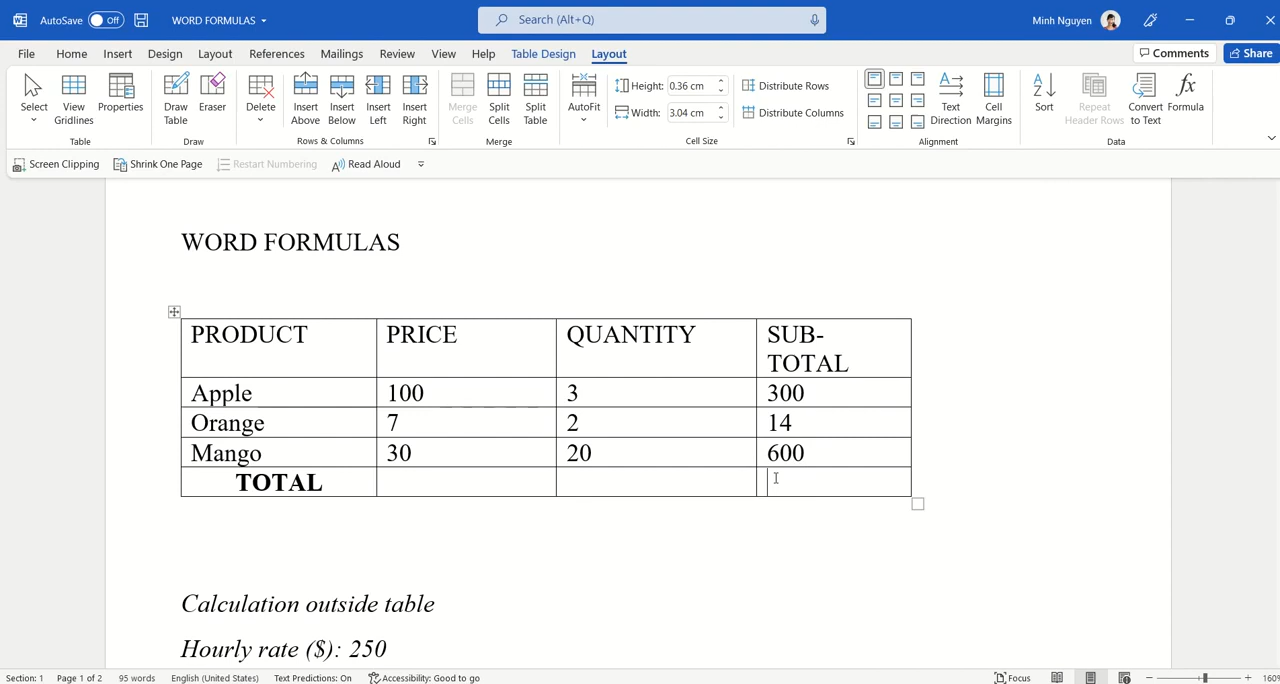 AutoSave Off WORD FORMULAS Search (Alt+Q) Minh Nguyen
File Home Insert Design Layout References Mailings Review View Help Table Design Layout Comments Share
Select View Gridlines Properties
Table
Draw Table Eraser
Draw
Delete Insert Above Insert Below Insert Left Insert Right
Rows & Columns
Merge Cells Split Cells Split Table
Merge
AutoFit Height: 0.36 cm Width: 3.04 cm Distribute Rows Distribute Columns
Cell Size
Text Direction Cell Margins
Alignment
Sort Repeat Header Rows Convert to Text Formula
Data
Screen Clipping Shrink One Page Restart Numbering Read Aloud
WORD FORMULAS
PRODUCT PRICE QUANTITY SUB-
TOTAL
Apple 100 3 300
Orange 7 2 14
Mango 30 20 600
TOTAL
Calculation outside table
Hourly rate ($): 250
Section: 1 Page 1 of 2 95 words English (United States) Text Predictions: On Accessibility: Good to go Focus 160%